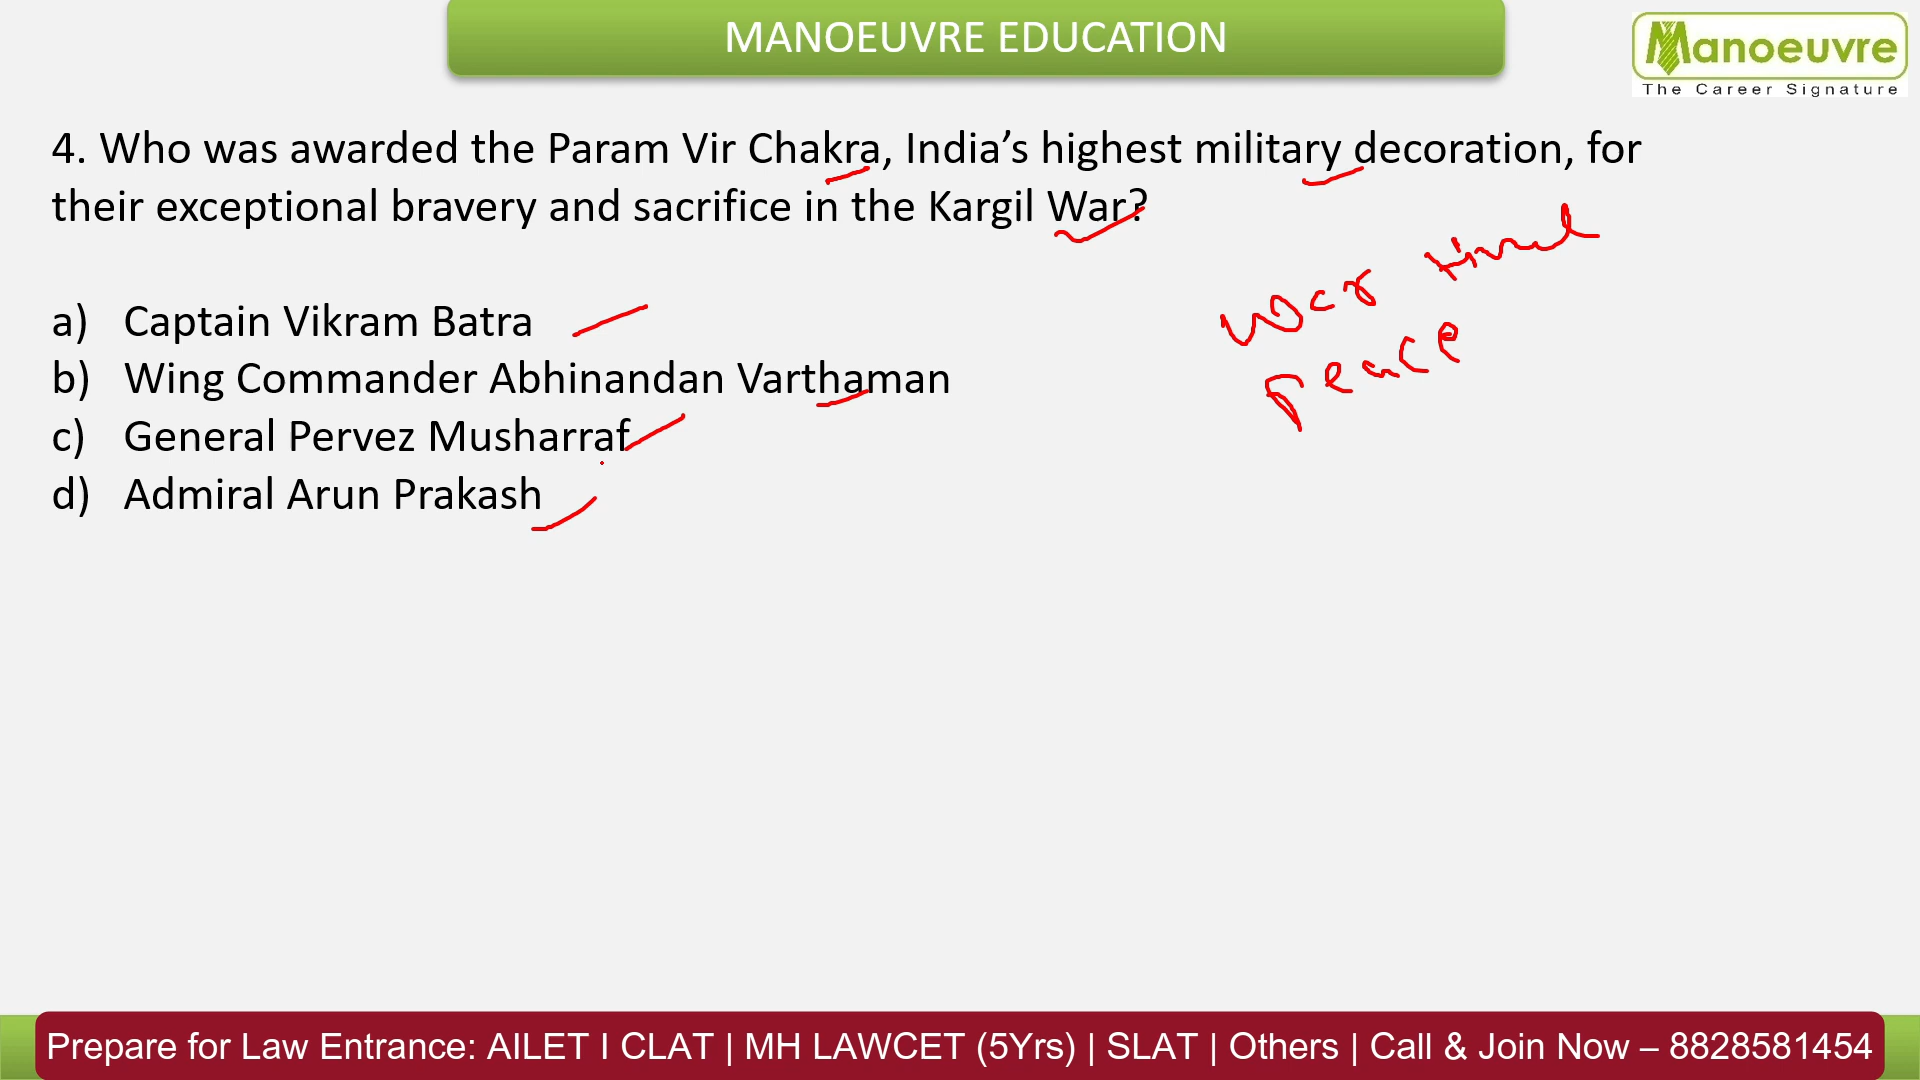 MANOEUVRE EDUCATION
Manoeuvre
The Career Signature
4. Who was awarded the Param Vir Chakra, India’s highest military decoration, for
their exceptional bravery and sacrifice in the Kargil War?
war time
peace
a) Captain Vikram Batra
b) Wing Commander Abhinandan Varthaman
c) General Pervez Musharraf
d) Admiral Arun Prakash
Prepare for Law Entrance: AILET I CLAT | MH LAWCET (5Yrs) | SLAT | Others | Call & Join Now – 8828581454